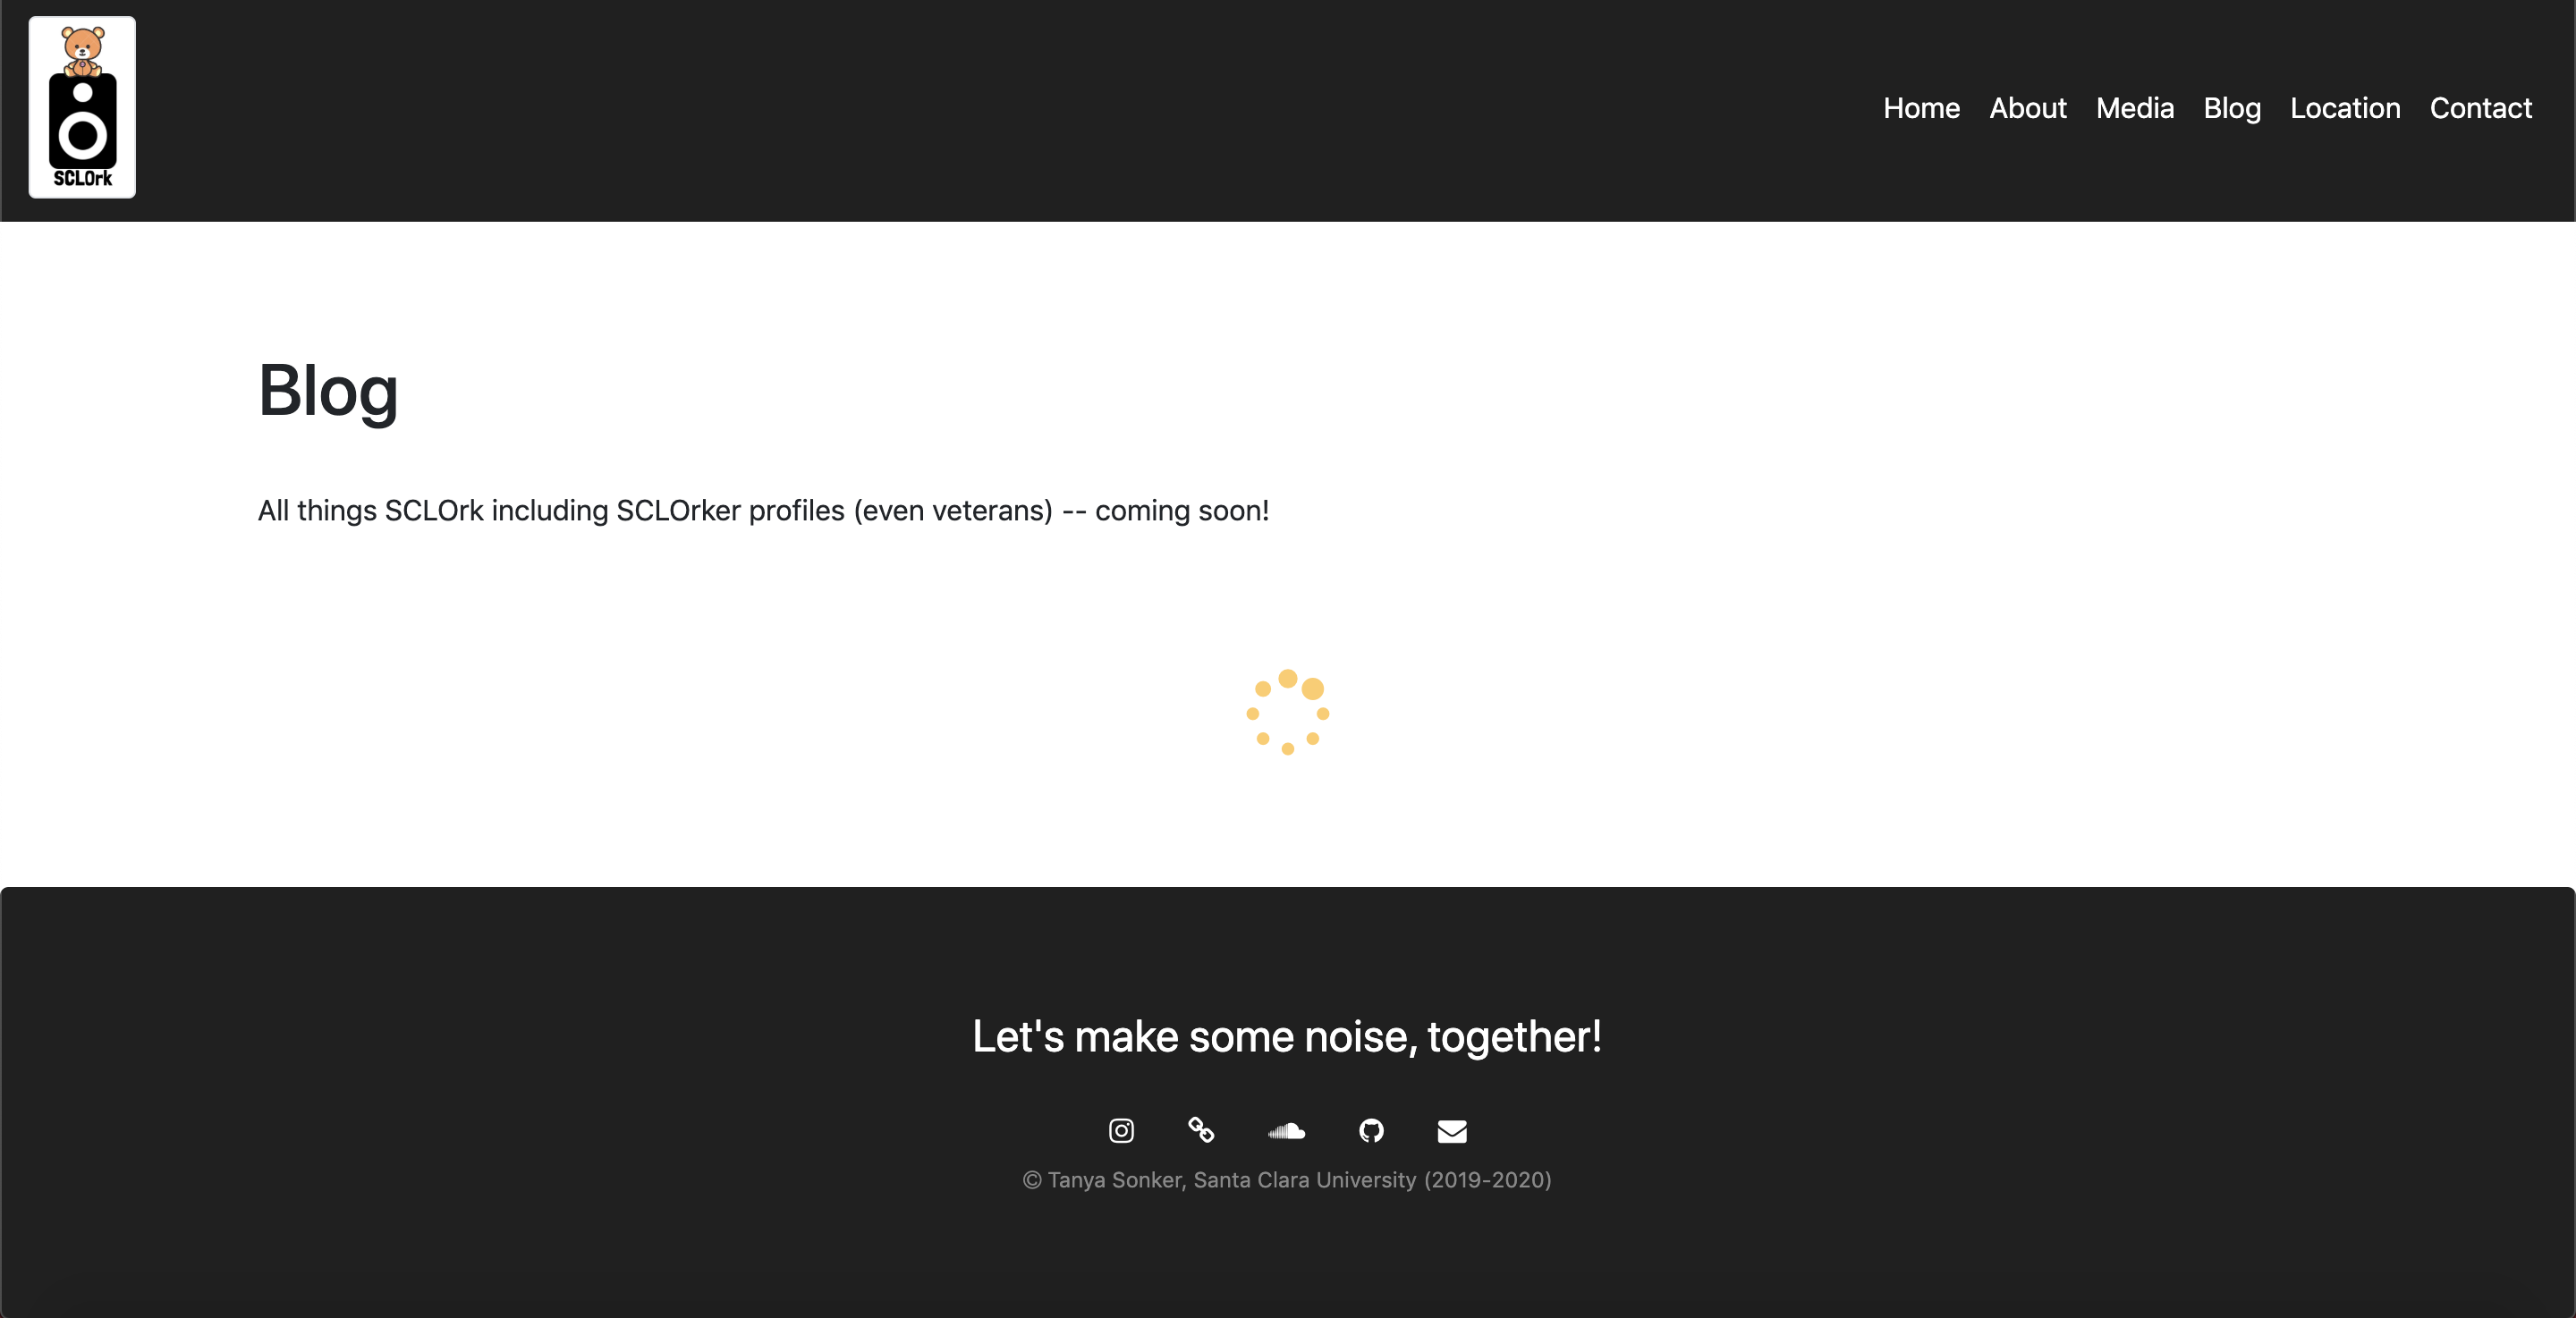 SCLOrk
Home About Media Blog Location Contact
Blog
All things SCLOrk including SCLOrker profiles (even veterans) -- coming soon!
Let's make some noise, together!
© Tanya Sonker, Santa Clara University (2019-2020)